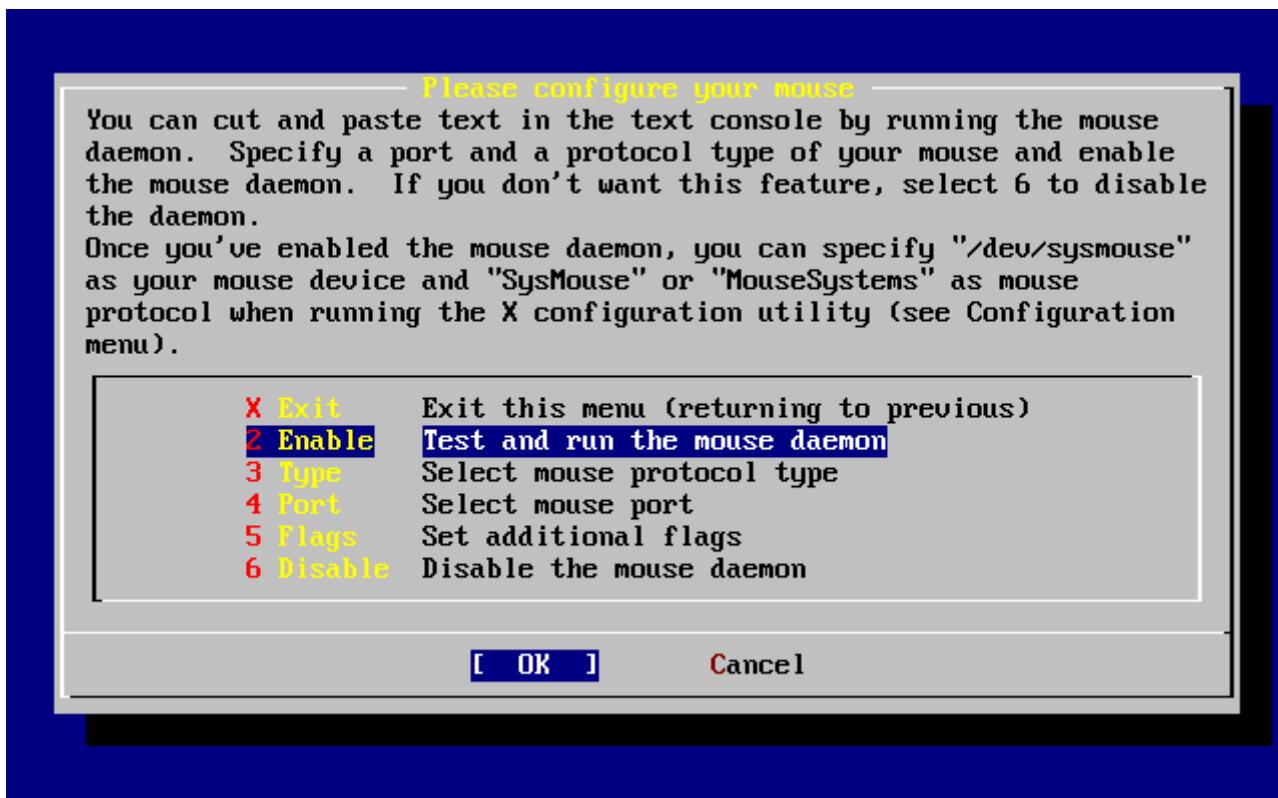 Please configure your mouse
You can cut and paste text in the text console by running the mouse
daemon.  Specify a port and a protocol type of your mouse and enable
the mouse daemon.  If you don't want this feature, select 6 to disable
the daemon.
Once you've enabled the mouse daemon, you can specify "/dev/sysmouse"
as your mouse device and "SysMouse" or "MouseSystems" as mouse
protocol when running the X configuration utility (see Configuration
menu).
X Exit     Exit this menu (returning to previous)
2 Enable   Test and run the mouse daemon
3 Type     Select mouse protocol type
4 Port     Select mouse port
5 Flags    Set additional flags
6 Disable  Disable the mouse daemon
[  OK  ]       Cancel